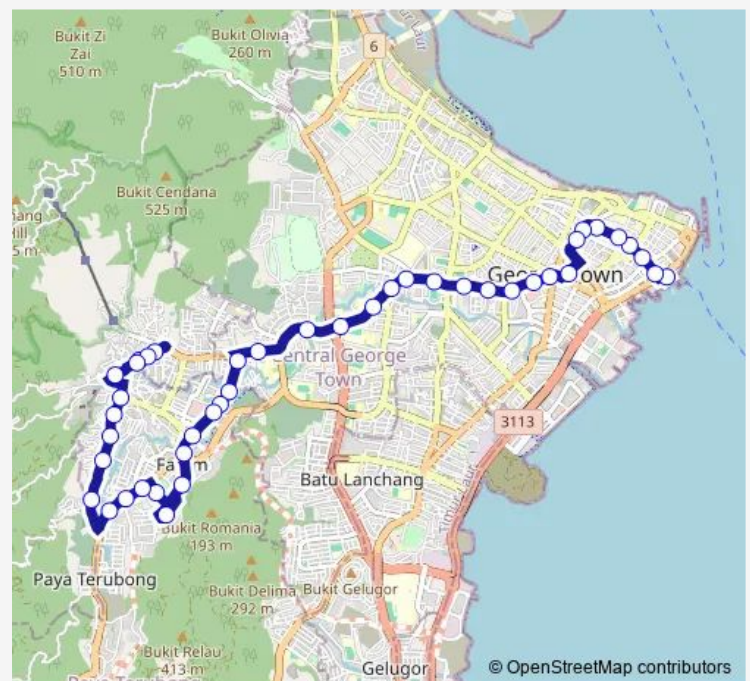 Bukit Zi
Zai
510 m
Bukit Olivia
260 m
6
Bukit Cendana
525 m
5 m
Town
Central George
Town
3113
Batu Lanchang
Bukit Romania
193 m
Paya Terubong
Bukit Delima
292 m
Bukit Gelugor
Bukit Relau
413 m
Gelugor
© OpenStreetMap contributors